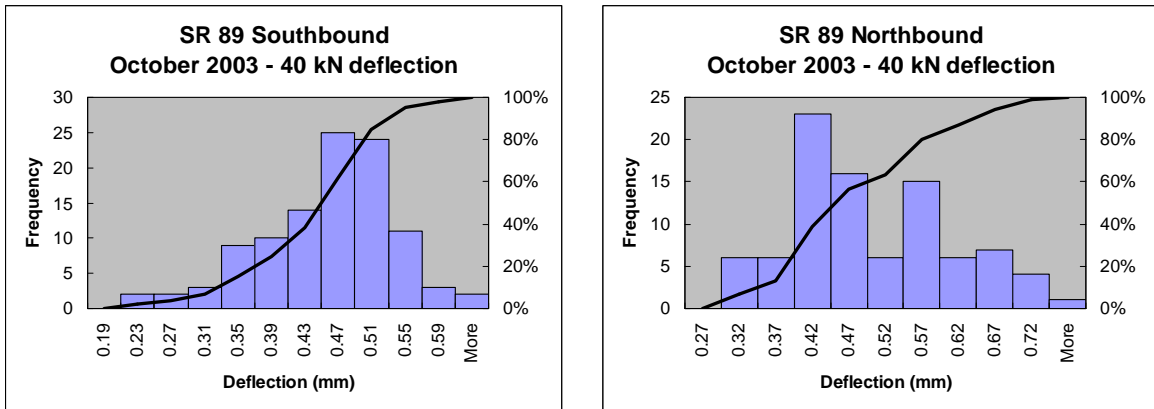 SR 89 Southbound
October 2003 - 40 kN deflection
30
25
20
15
10
5
0
100%
80%
60%
40%
20%
0%
Frequency
0.19 0.23 0.27 0.31 0.35 0.39 0.43 0.47 0.51 0.55 0.59 More
Deflection (mm)
SR 89 Northbound
October 2003 - 40 kN deflection
25
20
15
10
5
0
100%
80%
60%
40%
20%
0%
Frequency
0.27 0.32 0.37 0.42 0.47 0.52 0.57 0.62 0.67 0.72 More
Deflection (mm)